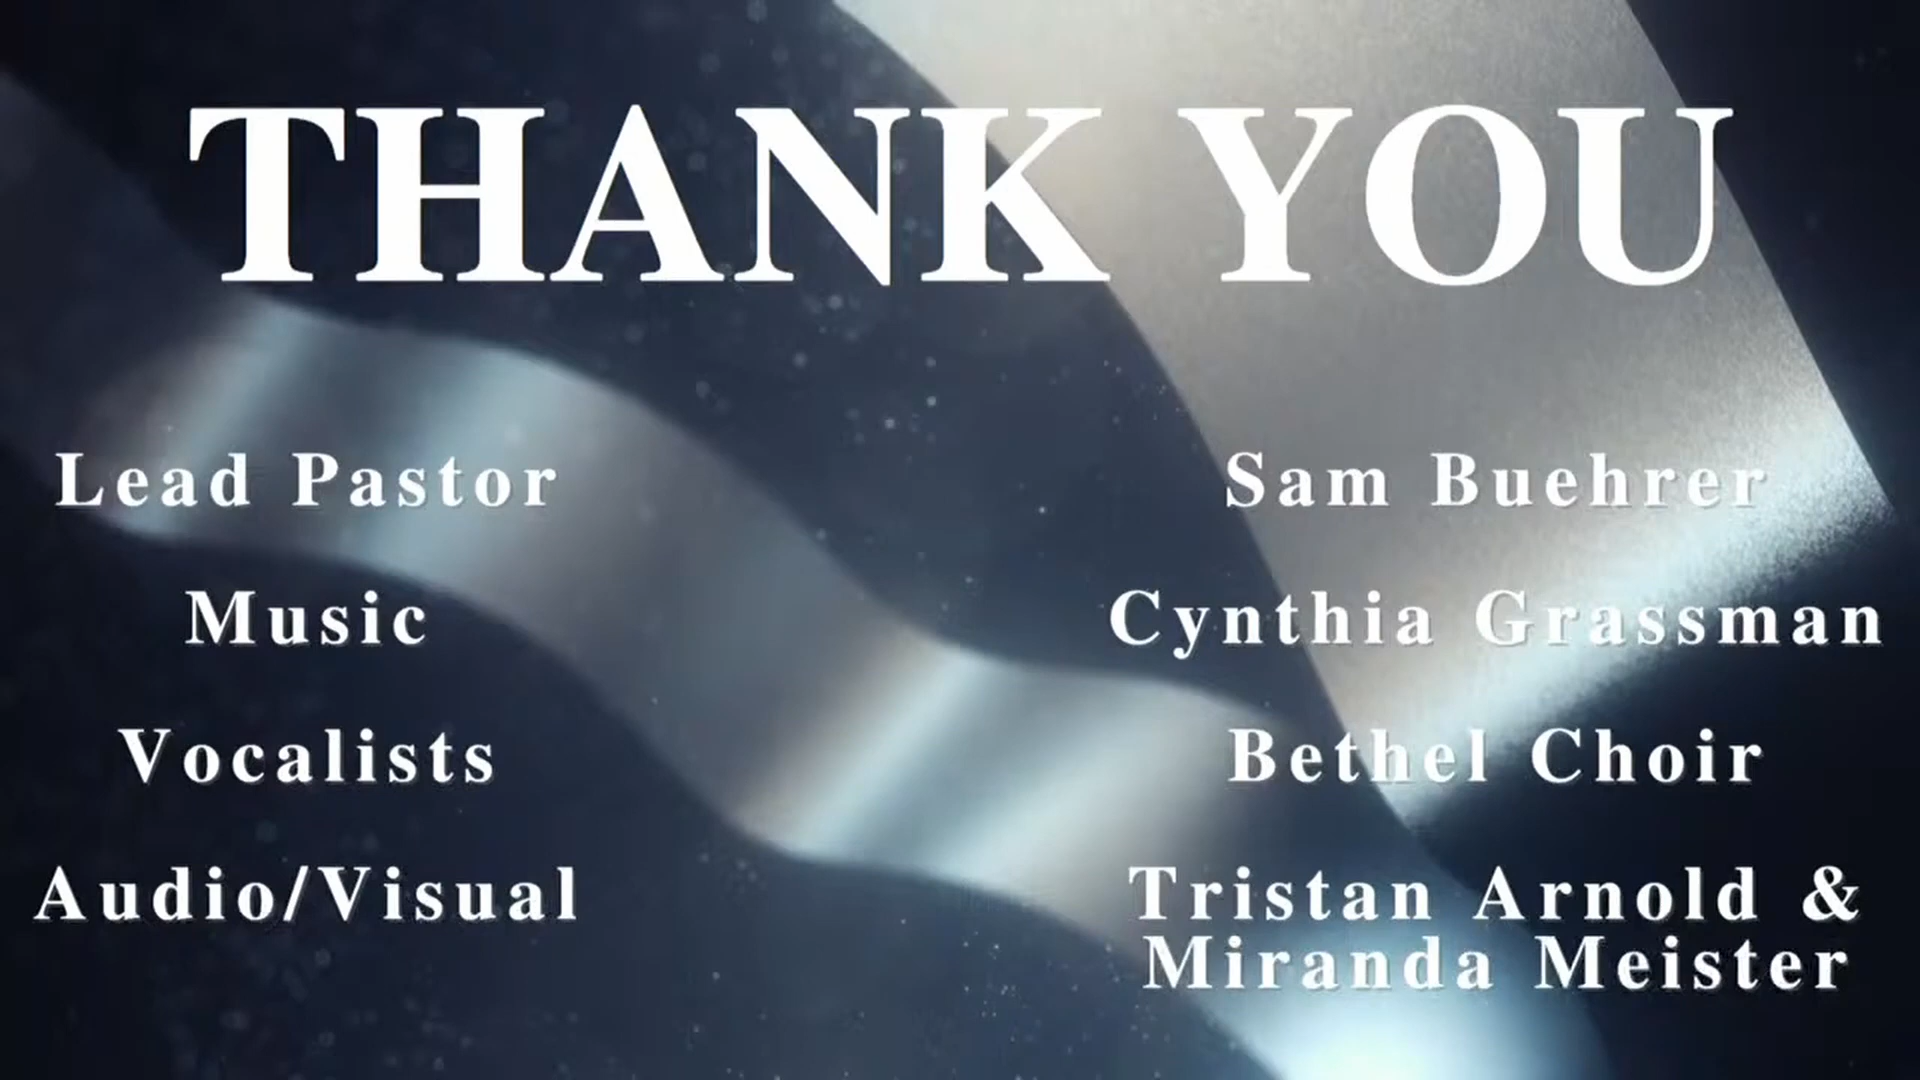 THANK YOU
Lead Pastor Sam Buehrer
Music Cynthia Grassman
Vocalists Bethel Choir
Audio/Visual Tristan Arnold &
Miranda Meister